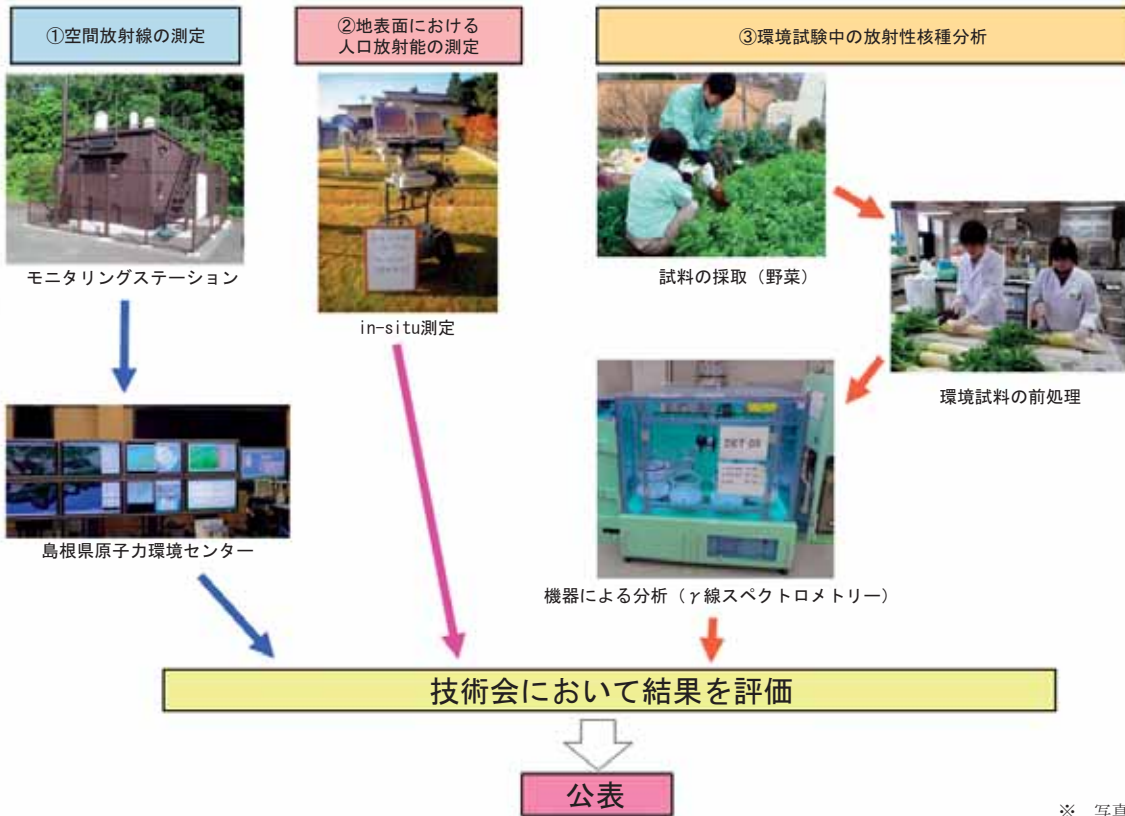 ①空間放射線の測定
②地表面における
人口放射能の測定
③環境試験中の放射性核種分析
モニタリングステーション
in-situ測定
試料の採取（野菜）
環境試料の前処理
島根県原子力環境センター
DET-03
機器による分析（γ線スペクトロメトリー）
技術会において結果を評価
公表
※　写真